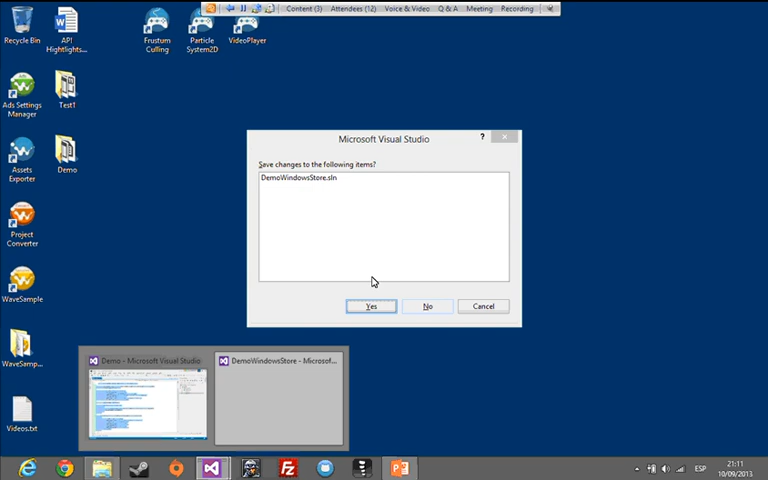 Content (3) Attendees (12) Voice & Video Q & A Meeting Recording
Recycle Bin
API
Hightlights...
Frustum
Culling
Particle
System2D
VideoPlayer
Ads Settings
Manager
Test1
Assets
Exporter
Demo
Project
Converter
WaveSample
WaveSamp...
Videos.txt
Microsoft Visual Studio
?
Save changes to the following items?
DemoWindowsStore.sln
Yes
No
Cancel
Demo - Microsoft Visual Studio
DemoWindowsStore - Microsof...
ESP
21:11
10/09/2013